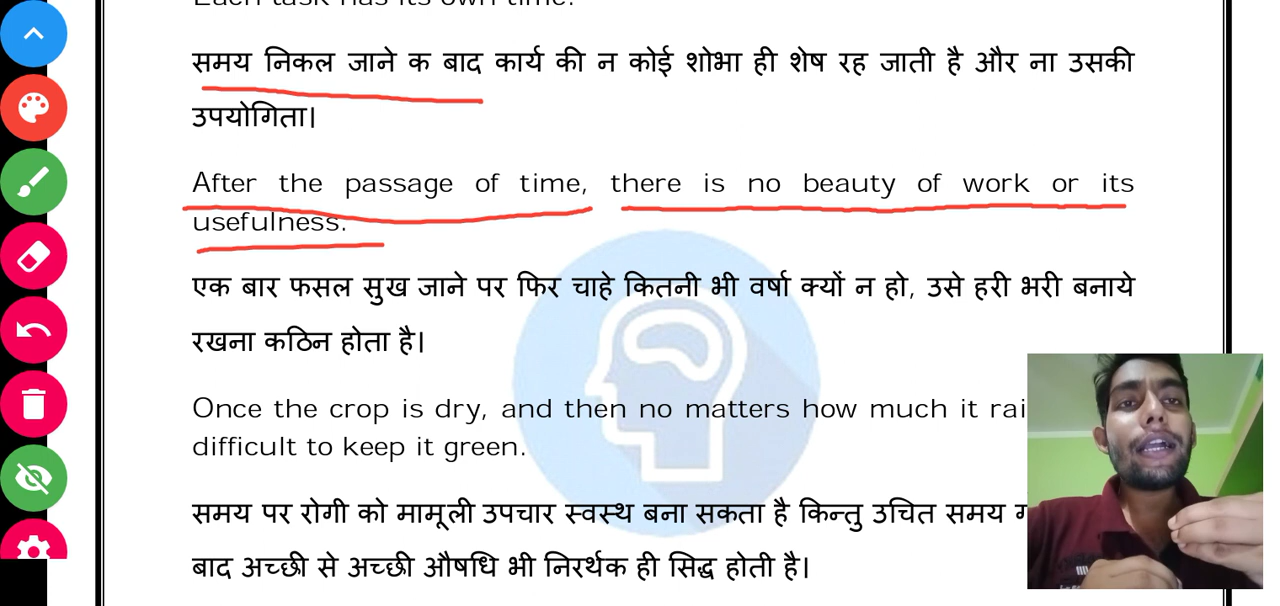 Each task has its own time.
समय निकल जाने क बाद कार्य की न कोई शोभा ही शेष रह जाती है और ना उसकी
उपयोगिता।
After the passage of time, there is no beauty of work or its
usefulness.
एक बार फसल सुख जाने पर फिर चाहे कितनी भी वर्षा क्यों न हो, उसे हरी भरी बनाये
रखना कठिन होता है।
Once the crop is dry, and then no matters how much it
difficult to keep it green.
समय पर रोगी को मामूली उपचार स्वस्थ बना सकता है किन्तु उचित समय
बाद अच्छी से अच्छी औषधि भी निरर्थक ही सिद्ध होती है।